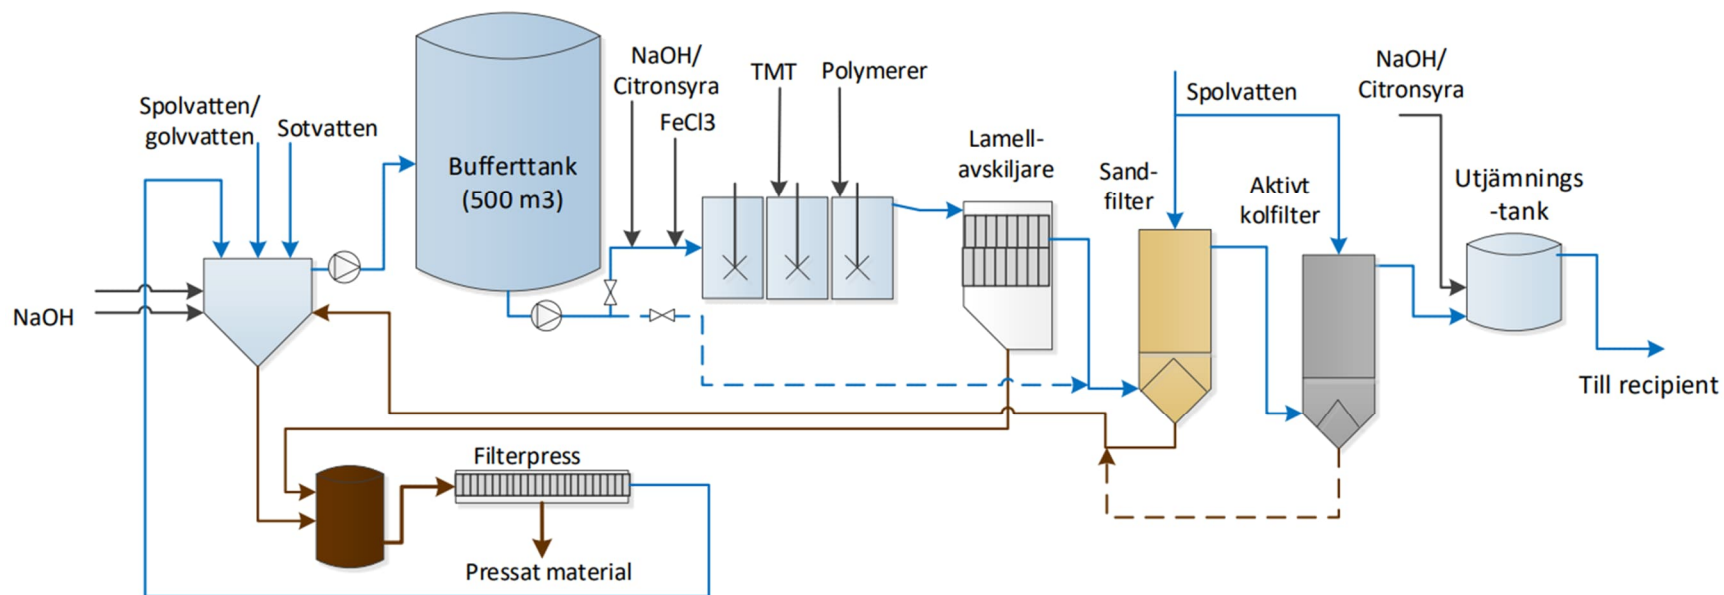 Spolvatten/
golvvatten
Sotvatten
NaOH
Bufferttank
(500 m3)
NaOH/
Citronsyra
FeCl3
TMT
Polymerer
Lamell-
avskiljare
Sand-
filter
Spolvatten
Aktivt
kolfilter
NaOH/
Citronsyra
Utjämnings
-tank
Till recipient
Filterpress
Pressat material